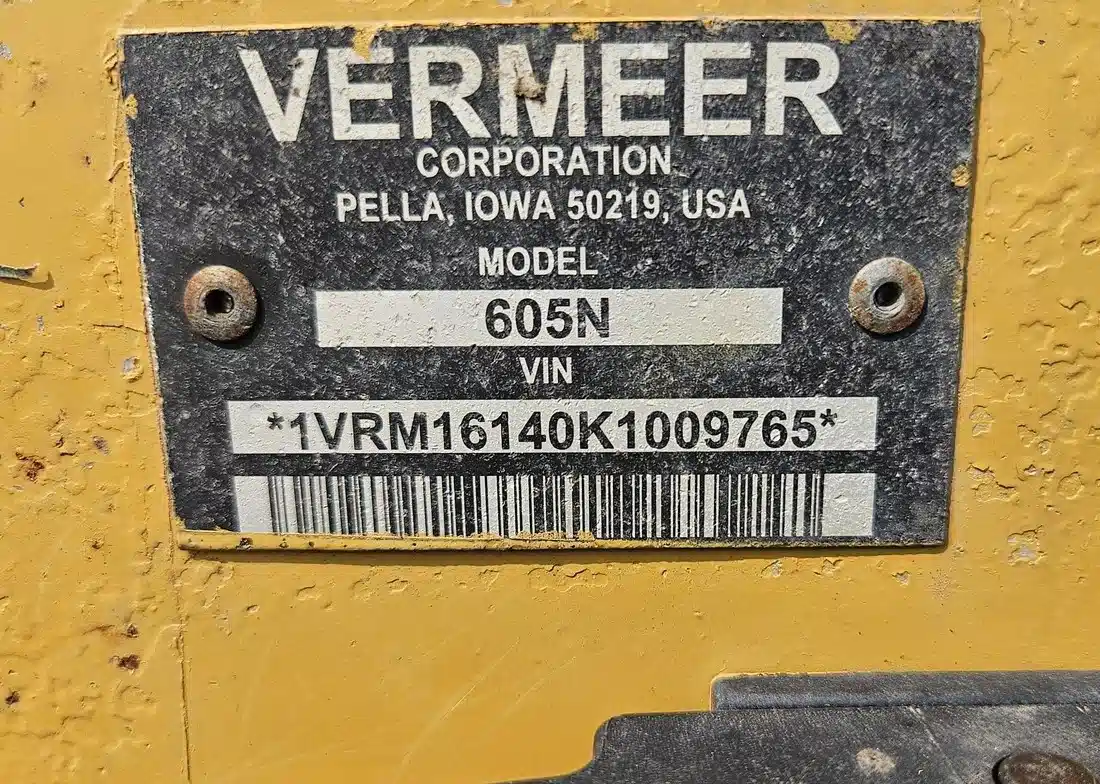 VERMEER
CORPORATION
PELLA, IOWA 50219, USA
MODEL
605N
VIN
*1VRM16140K1009765*